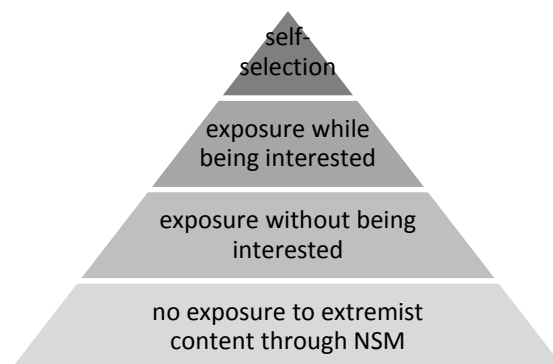 self-
selection
exposure while
being interested
exposure without being
interested
no exposure to extremist
content through NSM